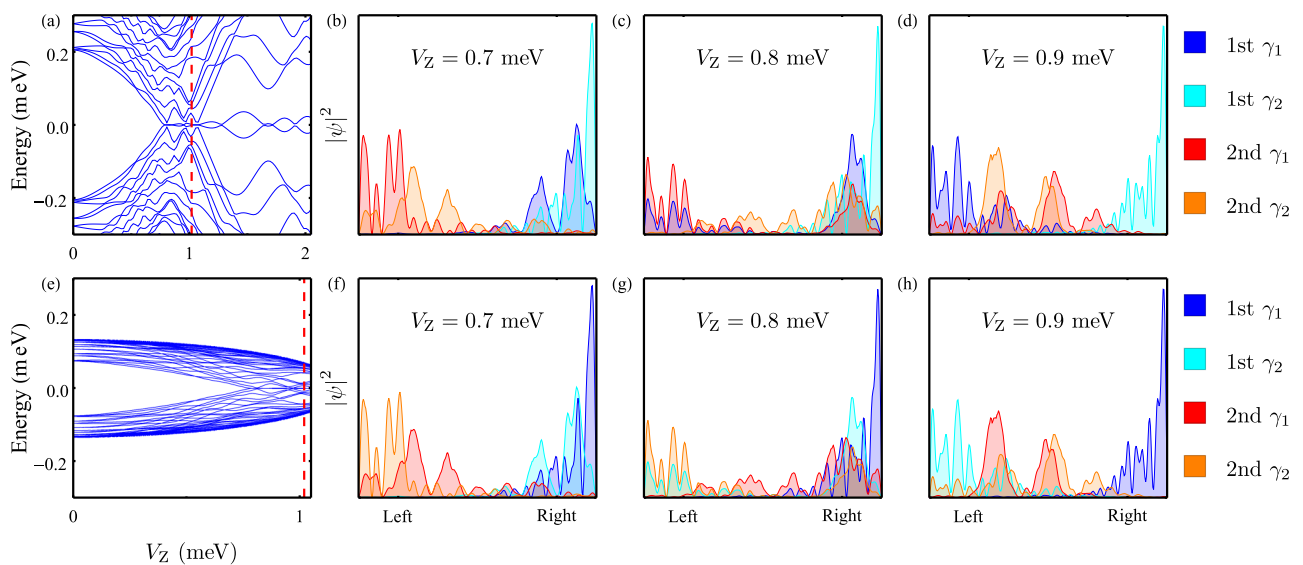 (a)
Energy (meV)
0.2
0.0
−0.2
0
1
2
(b)
|ψ|²
V_Z = 0.7 meV
(c)
V_Z = 0.8 meV
(d)
V_Z = 0.9 meV
1st γ₁
1st γ₂
2nd γ₁
2nd γ₂
(e)
Energy (meV)
0.2
0.0
−0.2
0
1
V_Z (meV)
(f)
|ψ|²
V_Z = 0.7 meV
Left
Right
(g)
V_Z = 0.8 meV
Left
Right
(h)
V_Z = 0.9 meV
Left
Right
1st γ₁
1st γ₂
2nd γ₁
2nd γ₂